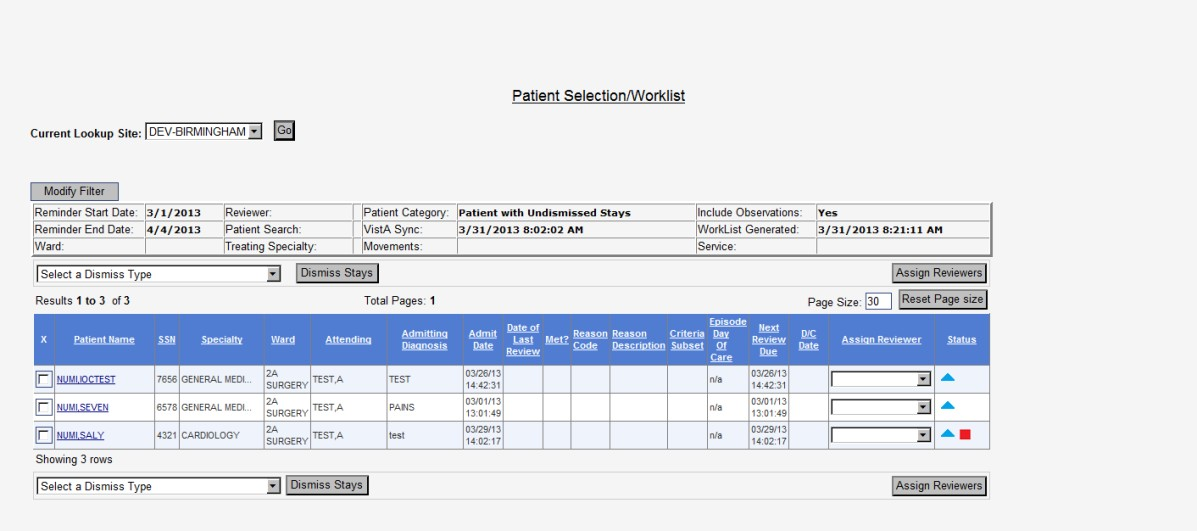 Patient Selection/Worklist
Current Lookup Site: DEV-BIRMINGHAM Go
Modify Filter
Reminder Start Date: 3/1/2013 Reviewer: Patient Category: Patient with Undismissed Stays Include Observations: Yes
Reminder End Date: 4/4/2013 Patient Search: VistA Sync: 3/31/2013 8:02:02 AM WorkList Generated: 3/31/2013 8:21:11 AM
Ward: Treating Specialty: Movements: Service:
Select a Dismiss Type Dismiss Stays Assign Reviewers
Results 1 to 3 of 3 Total Pages: 1 Page Size: 30 Reset Page size
X Patient Name SSN Specialty Ward Attending Admitting Diagnosis Admit Date Date of Last Review Met? Reason Code Reason Description Criteria Subset Episode Day Of Care Next Review Due D/C Date Assign Reviewer Status
NUMI,IOCTEST 7656 GENERAL MEDI... 2A SURGERY TEST,A TEST 03/26/13 14:42:31 n/a 03/26/13 14:42:31
NUMI,SEVEN 6578 GENERAL MEDI... 2A SURGERY TEST,A PAINS 03/01/13 13:01:49 n/a 03/01/13 13:01:49
NUMI,SALY 4321 CARDIOLOGY 2A SURGERY TEST,A test 03/29/13 14:02:17 n/a 03/29/13 14:02:17
Showing 3 rows
Select a Dismiss Type Dismiss Stays Assign Reviewers